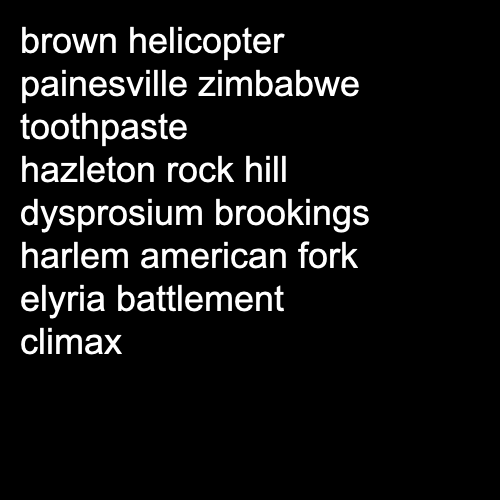 brown helicopter
painesville zimbabwe
toothpaste
hazleton rock hill
dysprosium brookings
harlem american fork
elyria battlement
climax